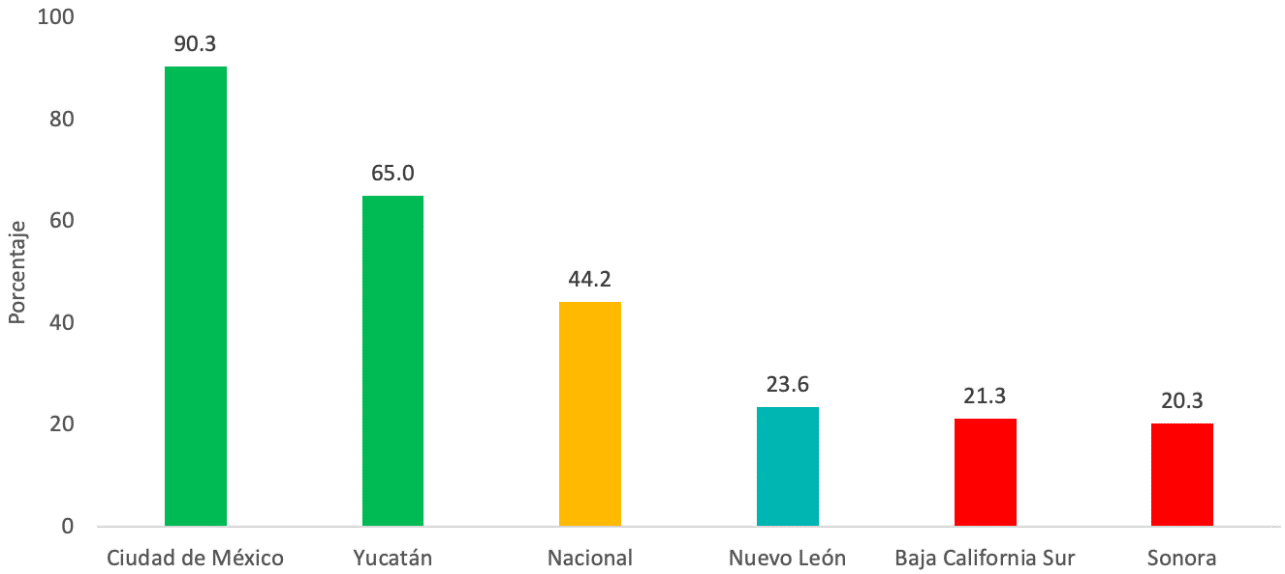 100
90.3
80
65.0
60
Porcentaje
44.2
40
23.6
21.3
20.3
20
0
Ciudad de México
Yucatán
Nacional
Nuevo León
Baja California Sur
Sonora